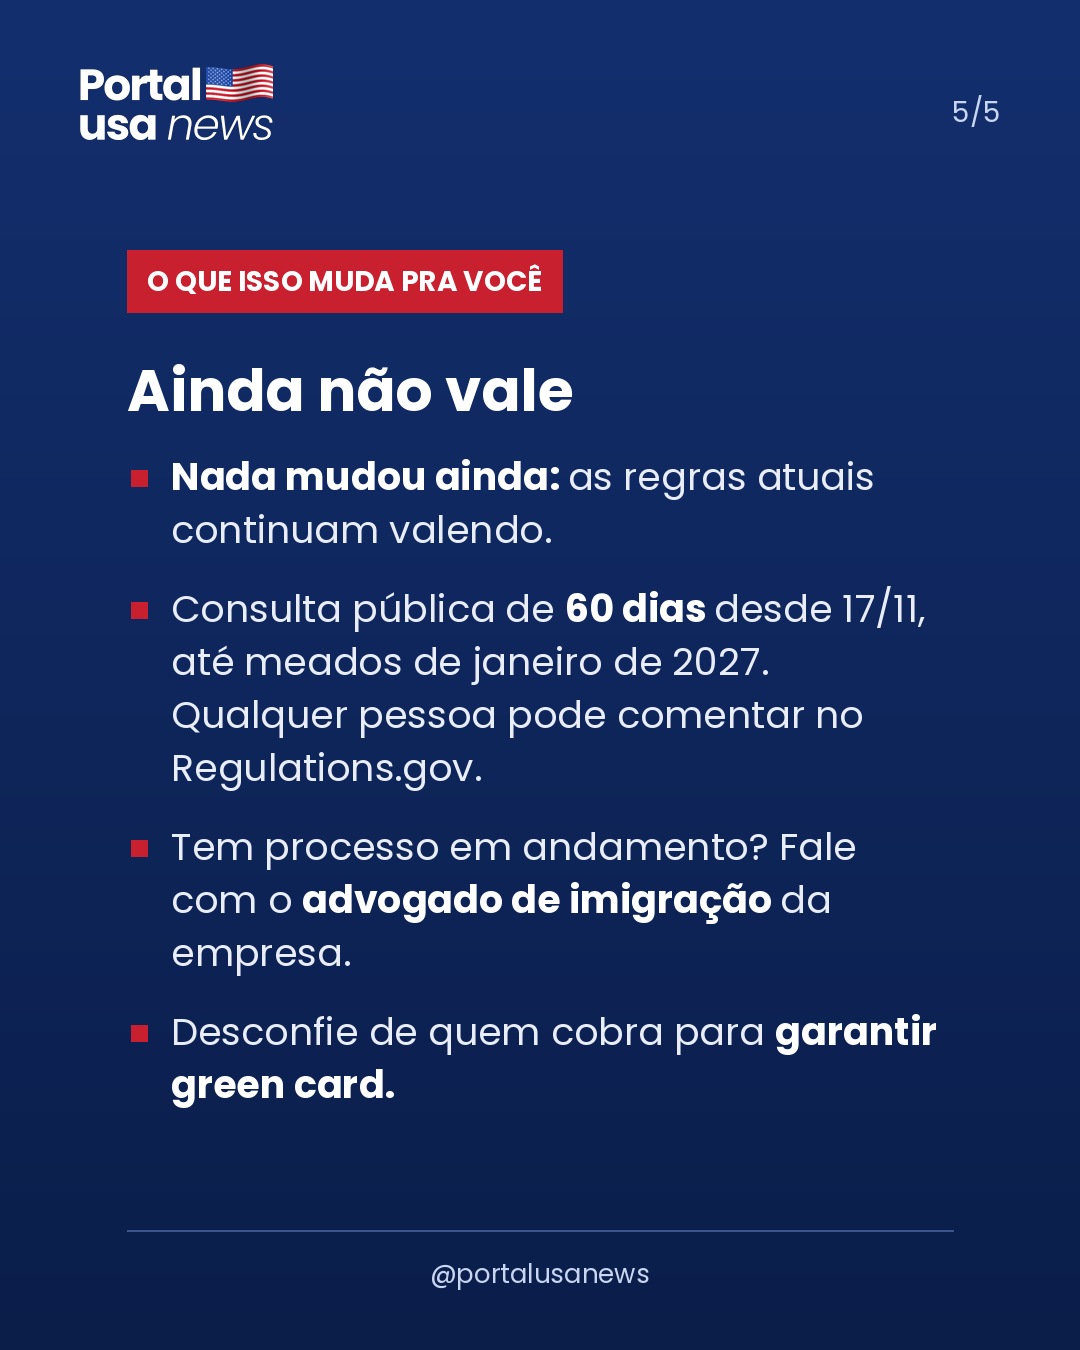 Portal
usa news
5/5
O QUE ISSO MUDA PRA VOCÊ
Ainda não vale
Nada mudou ainda: as regras atuais
continuam valendo.
Consulta pública de 60 dias desde 17/11,
até meados de janeiro de 2027.
Qualquer pessoa pode comentar no
Regulations.gov.
Tem processo em andamento? Fale
com o advogado de imigração da
empresa.
Desconfie de quem cobra para garantir
green card.
@portalusanews